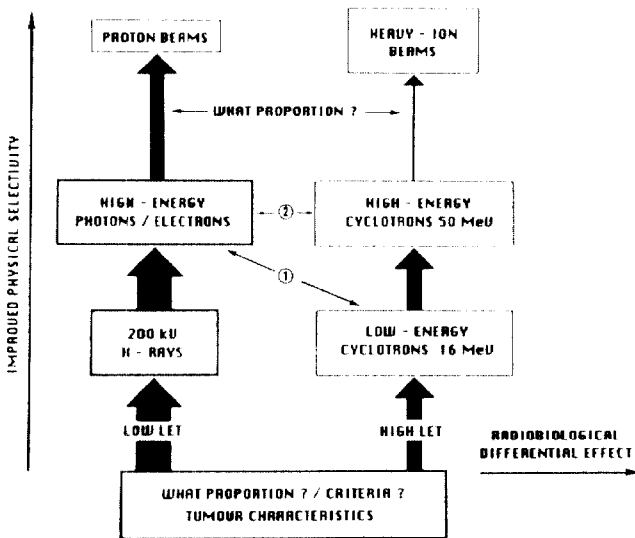 PROTON BEAMS
HEAVY - ION
BEAMS
WHAT PROPORTION ?
IMPROVED PHYSICAL SELECTIVITY
HIGH - ENERGY
PHOTONS / ELECTRONS
2
HIGH - ENERGY
CYCLOTRONS 50 MeV
1
200 kV
X - RAYS
LOW - ENERGY
CYCLOTRONS 16 MeV
LOW LET
HIGH LET
RADIOBIOLOGICAL
DIFFERENTIAL EFFECT
WHAT PROPORTION ? / CRITERIA ?
TUMOUR CHARACTERISTICS